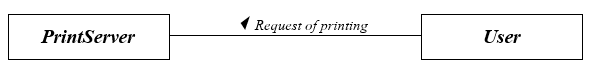 Request of printing
PrintServer
User